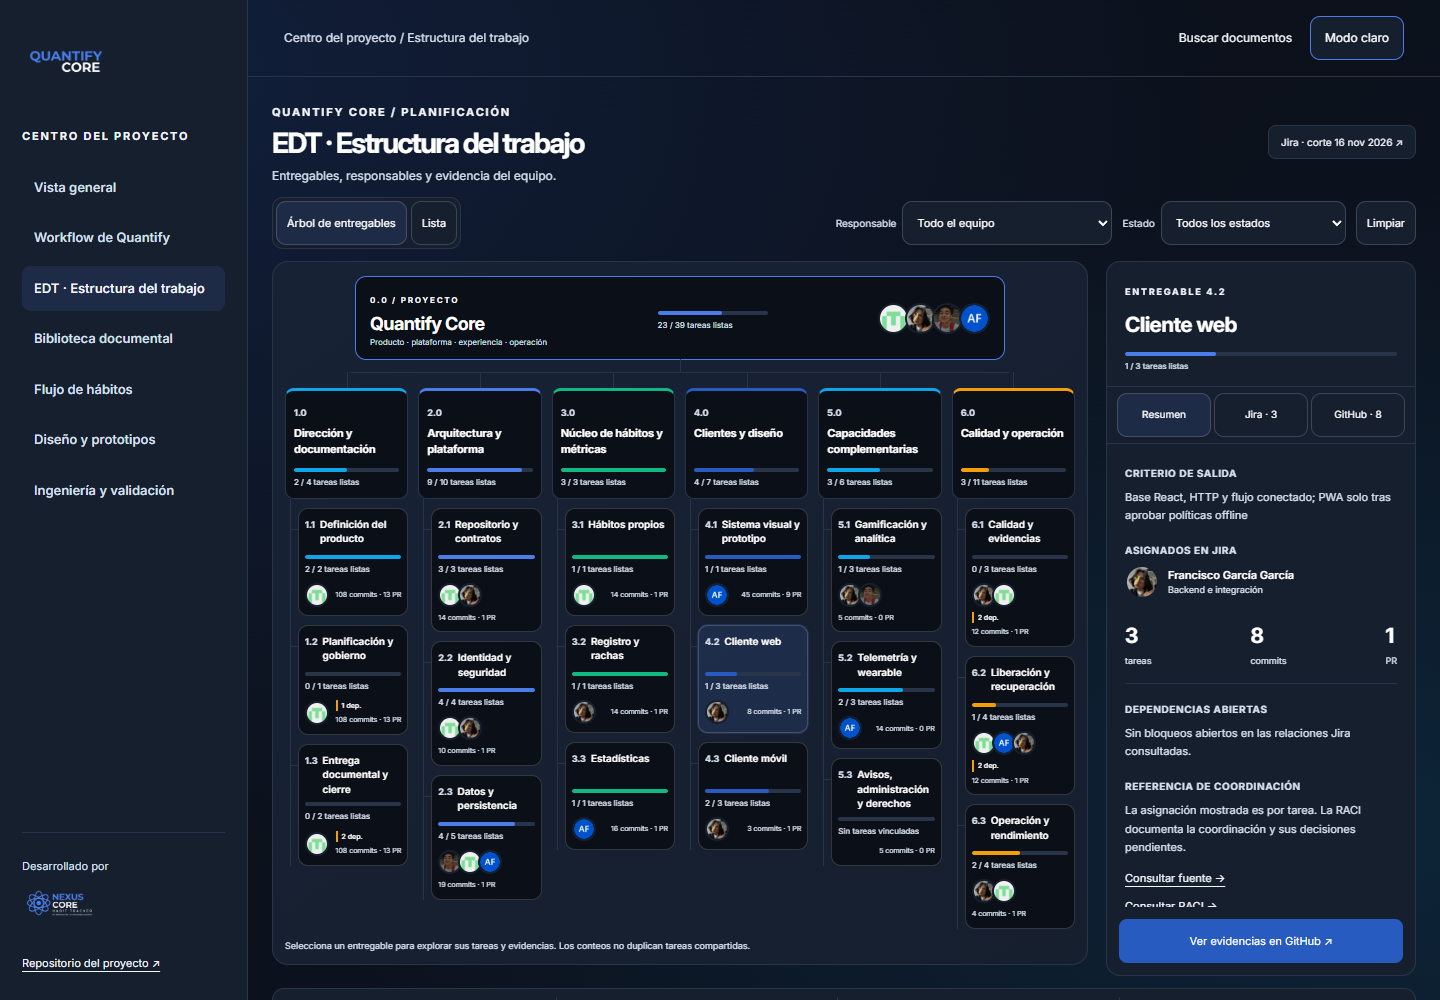 QUANTIFY
CORE
CENTRO DEL PROYECTO
Vista general
Workflow de Quantify
EDT · Estructura del trabajo
Biblioteca documental
Flujo de hábitos
Diseño y prototipos
Ingeniería y validación
Desarrollado por
NEXUS
CORE
Repositorio del proyecto ↗
Centro del proyecto / Estructura del trabajo
Buscar documentos
Modo claro
QUANTIFY CORE / PLANIFICACIÓN
EDT · Estructura del trabajo
Entregables, responsables y evidencia del equipo.
Jira · corte 16 nov 2026 ↗
Árbol de entregables
Lista
Responsable
Todo el equipo
Estado
Todos los estados
Limpiar
0.0 / PROYECTO
Quantify Core
Producto · plataforma · experiencia · operación
23 / 39 tareas listas
AF
1.0
Dirección y
documentación
2 / 4 tareas listas
1.1 Definición del
producto
2 / 2 tareas listas
108 commits · 13 PR
1.2 Planificación y
gobierno
0 / 1 tareas listas
1 dep.
108 commits · 13 PR
1.3 Entrega
documental y
cierre
0 / 2 tareas listas
2 dep.
108 commits · 13 PR
2.0
Arquitectura y
plataforma
9 / 10 tareas listas
2.1 Repositorio y
contratos
3 / 3 tareas listas
14 commits · 1 PR
2.2 Identidad y
seguridad
4 / 4 tareas listas
10 commits · 1 PR
2.3 Datos y
persistencia
4 / 5 tareas listas
AF
19 commits · 1 PR
3.0
Núcleo de hábitos y
métricas
3 / 3 tareas listas
3.1 Hábitos propios
1 / 1 tareas listas
14 commits · 1 PR
3.2 Registro y
rachas
1 / 1 tareas listas
14 commits · 1 PR
3.3 Estadísticas
1 / 1 tareas listas
AF
16 commits · 1 PR
4.0
Clientes y diseño
4 / 7 tareas listas
4.1 Sistema visual y
prototipo
1 / 1 tareas listas
AF
45 commits · 9 PR
4.2 Cliente web
1 / 3 tareas listas
8 commits · 1 PR
4.3 Cliente móvil
2 / 3 tareas listas
3 commits · 1 PR
5.0
Capacidades
complementarias
3 / 6 tareas listas
5.1 Gamificación y
analítica
1 / 3 tareas listas
5 commits · 0 PR
5.2 Telemetría y
wearable
2 / 3 tareas listas
AF
14 commits · 0 PR
5.3 Avisos,
administración
y derechos
Sin tareas vinculadas
5 commits · 0 PR
6.0
Calidad y operación
3 / 11 tareas listas
6.1 Calidad y
evidencias
0 / 3 tareas listas
2 dep.
12 commits · 1 PR
6.2 Liberación y
recuperación
1 / 4 tareas listas
AF
2 dep.
12 commits · 1 PR
6.3 Operación y
rendimiento
2 / 4 tareas listas
4 commits · 1 PR
Selecciona un entregable para explorar sus tareas y evidencias. Los conteos no duplican tareas compartidas.
ENTREGABLE 4.2
Cliente web
1 / 3 tareas listas
Resumen
Jira · 3
GitHub · 8
CRITERIO DE SALIDA
Base React, HTTP y flujo conectado; PWA solo tras
aprobar políticas offline
ASIGNADOS EN JIRA
Francisco García García
Backend e integración
3
tareas
8
commits
1
PR
DEPENDENCIAS ABIERTAS
Sin bloqueos abiertos en las relaciones Jira
consultadas.
REFERENCIA DE COORDINACIÓN
La asignación mostrada es por tarea. La RACI
documenta la coordinación y sus decisiones
pendientes.
Consultar fuente →
Consultar RACI →
Ver evidencias en GitHub ↗